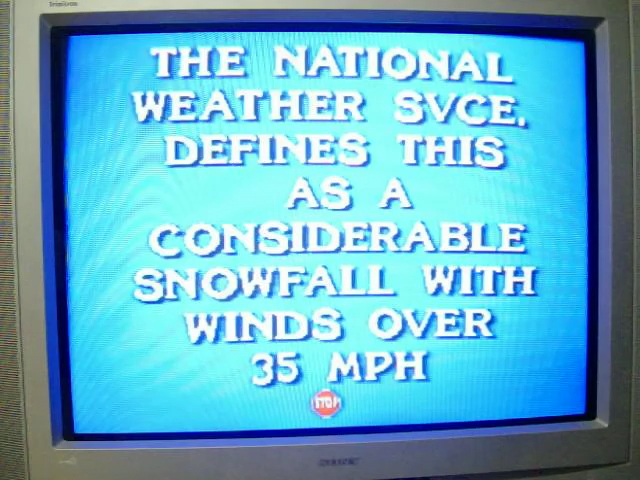 THE NATIONAL
WEATHER SVCE.
DEFINES THIS
AS A
CONSIDERABLE
SNOWFALL WITH
WINDS OVER
35 MPH
STOP